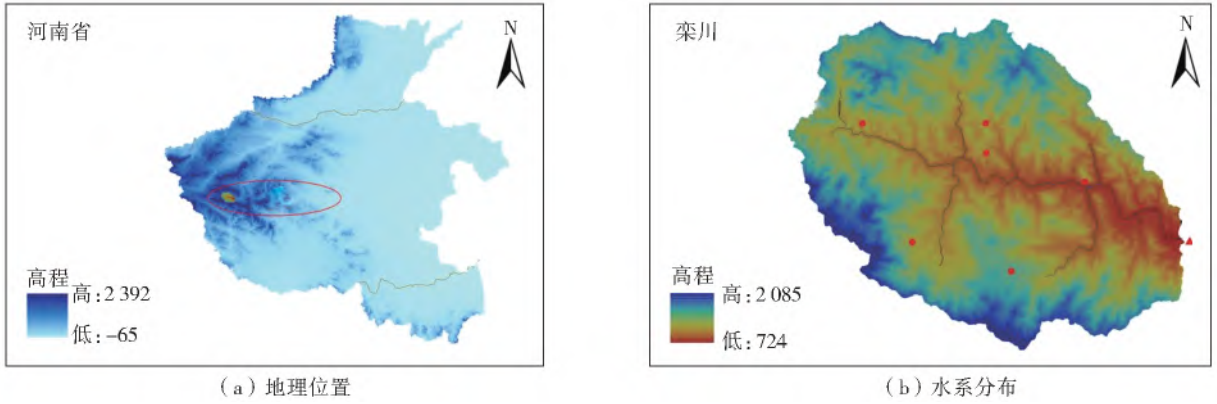 河南省
N
高程
高:2 392
低:-65
(a)地理位置
栾川
N
高程
高:2 085
低:724
(b)水系分布